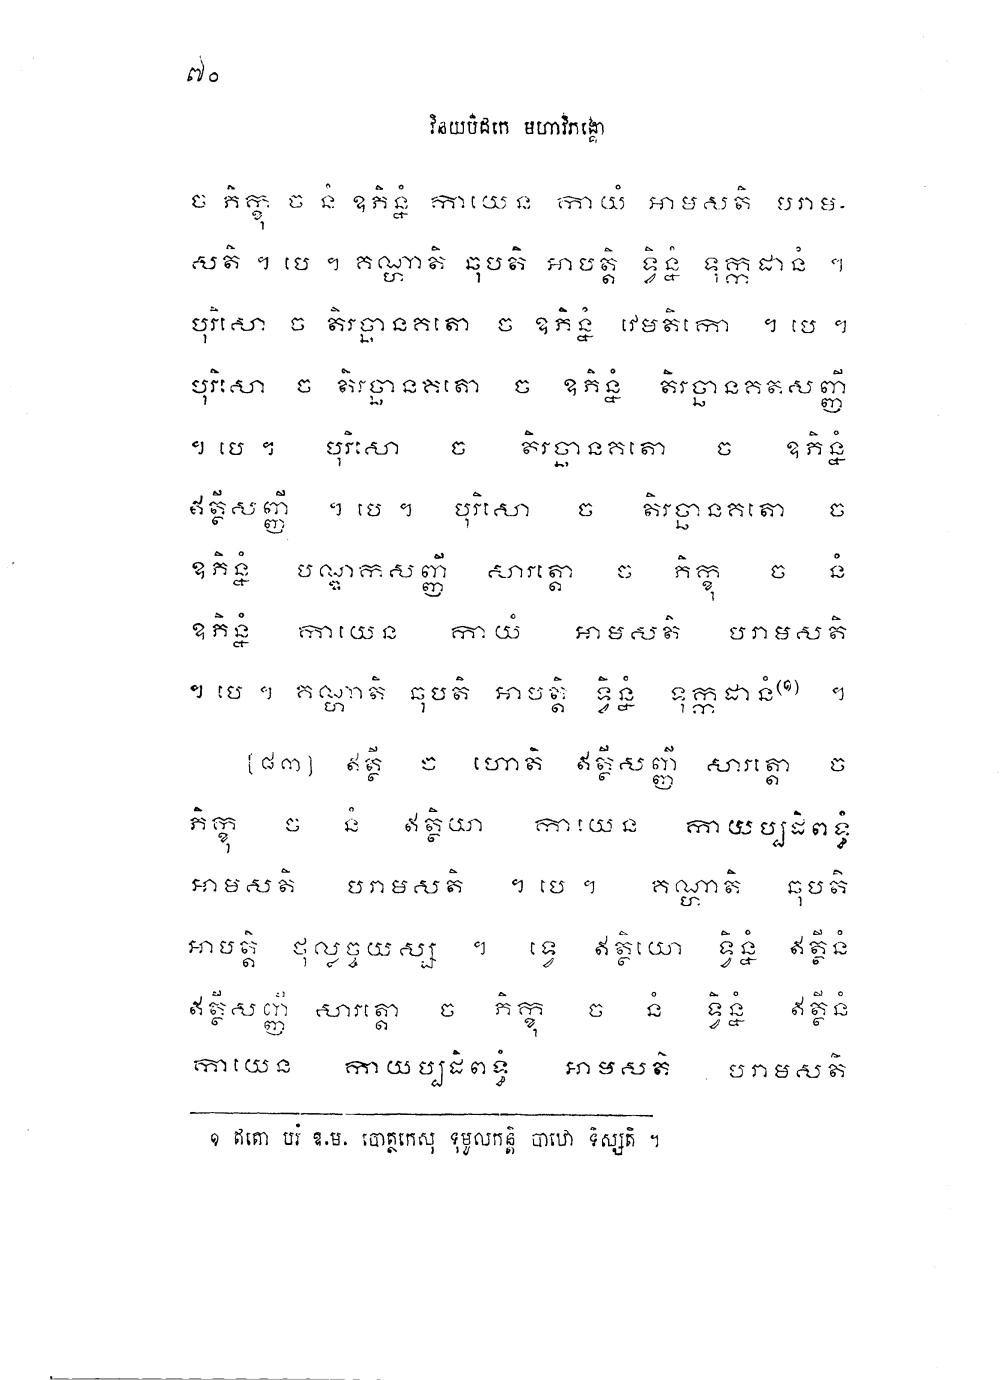 ៧០
វិនយបិដកេ មហាវិភង្គោ
ច ភិក្ខុ ច នំ ឧភិន្នំ កាយេន កាយំ អាមសតិ បរាម-
សតិ ។ បេ ។ គណ្ហាតិ ឆុបតិ អាបត្តិ ទ្វិន្នំ ទុក្កដានំ ។
បុរិសោ ច តិរច្ឆានគតោ ច ឧភិន្នំ វេមតិកោ ។ បេ ។
បុរិសោ ច តិរច្ឆានគតោ ច ឧភិន្នំ តិរច្ឆានគតសញ្ញី
។ បេ ។ បុរិសោ ច តិរច្ឆានគតោ ច ឧភិន្នំ
ឥត្ថីសញ្ញី ។ បេ ។ បុរិសោ ច តិរច្ឆានគតោ ច
ឧភិន្នំ បណ្ឌកសញ្ញី សារត្តោ ច ភិក្ខុ ច នំ
ឧភិន្នំ កាយេន កាយំ អាមសតិ បរាមសតិ
។ បេ ។ គណ្ហាតិ ឆុបតិ អាបត្តិ ទ្វិន្នំ ទុក្កដានំ(១) ។
[៨៣] ឥត្ថី ច ហោតិ ឥត្ថីសញ្ញី សារត្តោ ច
ភិក្ខុ ច នំ ឥត្ថិយា កាយេន កាយប្បដិពទ្ធំ
អាមសតិ បរាមសតិ ។ បេ ។ គណ្ហាតិ ឆុបតិ
អាបត្តិ ថុល្លច្ចយស្ស ។ ទ្វេ ឥត្ថិយោ ទ្វិន្នំ ឥត្ថីនំ
ឥត្ថីសញ្ញី សារត្តោ ច ភិក្ខុ ច នំ ទ្វិន្នំ ឥត្ថីនំ
កាយេន កាយប្បដិពទ្ធំ អាមសតិ បរាមសតិ
១ ឥតោ បរំ ឧ.ម. បោត្ថកេសុ ទុមូលកន្តិ បាឋោ ទិស្សតិ ។